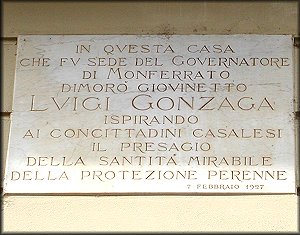 IN QVESTA CASA
CHE FV SEDE DEL GOVERNATORE
DI MONFERRATO
DIMORÒ GIOVINETTO
LVIGI GONZAGA
ISPIRANDO
AI CONCITTADINI CASALESI
IL PRESAGIO
DELLA SANTITÀ MIRABILE
DELLA PROTEZIONE PERENNE
7 FEBBRAIO 1927